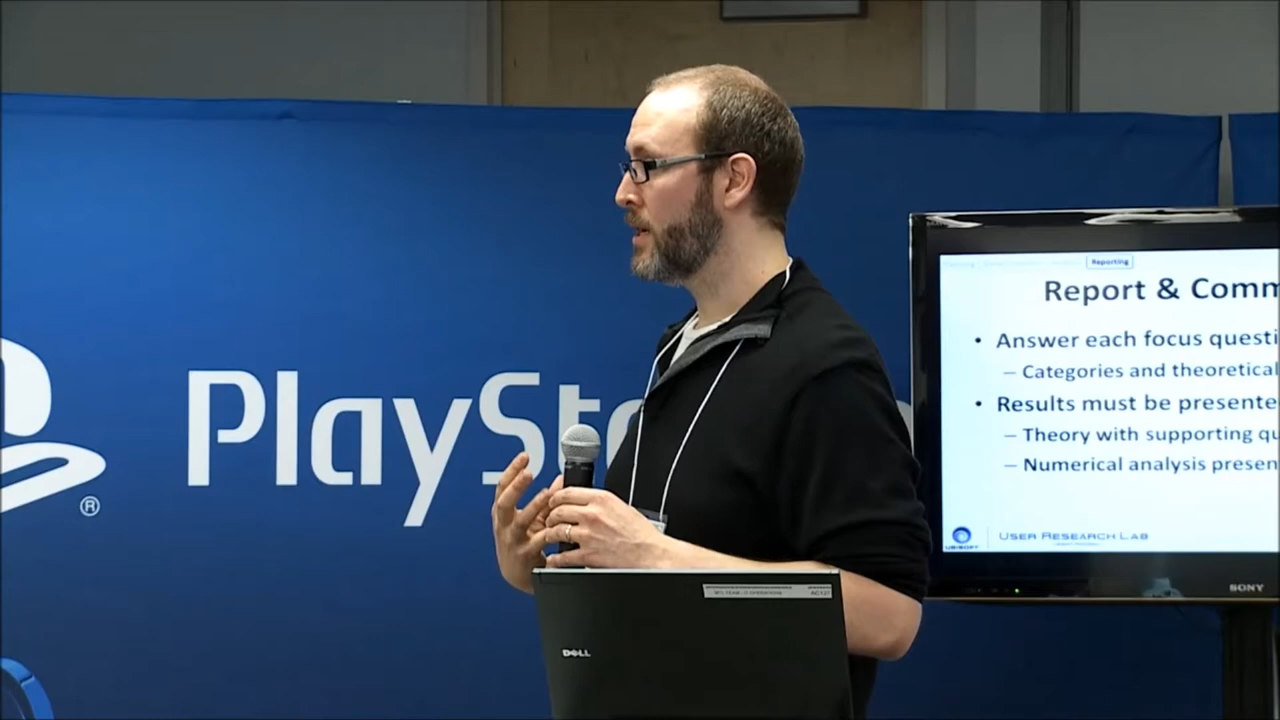 PlaySt
®
Reporting
Report & Comm
• Answer each focus questi
– Categories and theoretical
• Results must be presente
– Theory with supporting qu
– Numerical analysis presen
UBISOFT
User Research Lab
SONY
DELL